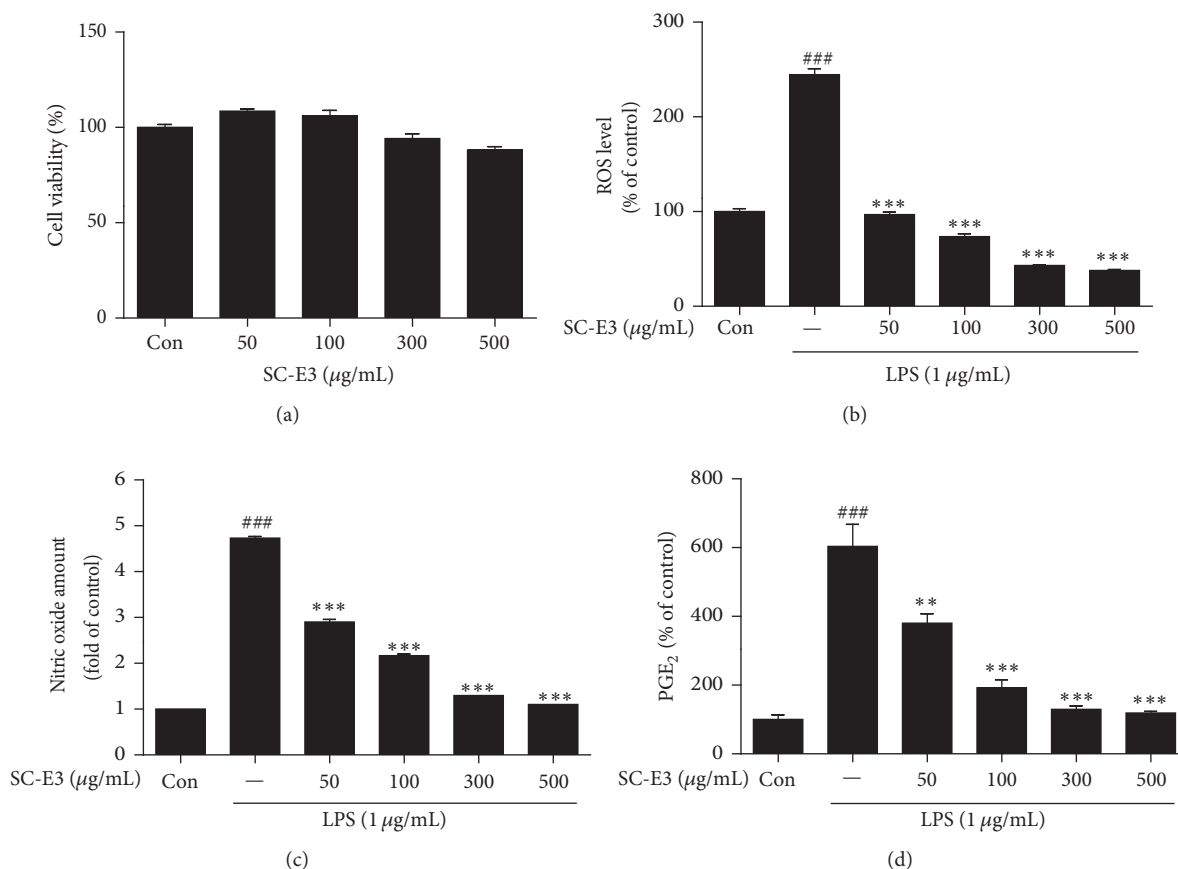 150
100
50
0
Cell viability (%)
Con 50 100 300 500
SC-E3 (μg/mL)
(a)
300
200
100
0
ROS level
(% of control)
###
***
***
***
***
SC-E3 (μg/mL) Con — 50 100 300 500
LPS (1 μg/mL)
(b)
6
5
4
3
2
1
0
Nitric oxide amount
(fold of control)
###
***
***
***
***
SC-E3 (μg/mL) Con — 50 100 300 500
LPS (1 μg/mL)
(c)
800
600
400
200
0
PGE₂ (% of control)
###
**
***
***
***
SC-E3 (μg/mL) Con — 50 100 300 500
LPS (1 μg/mL)
(d)